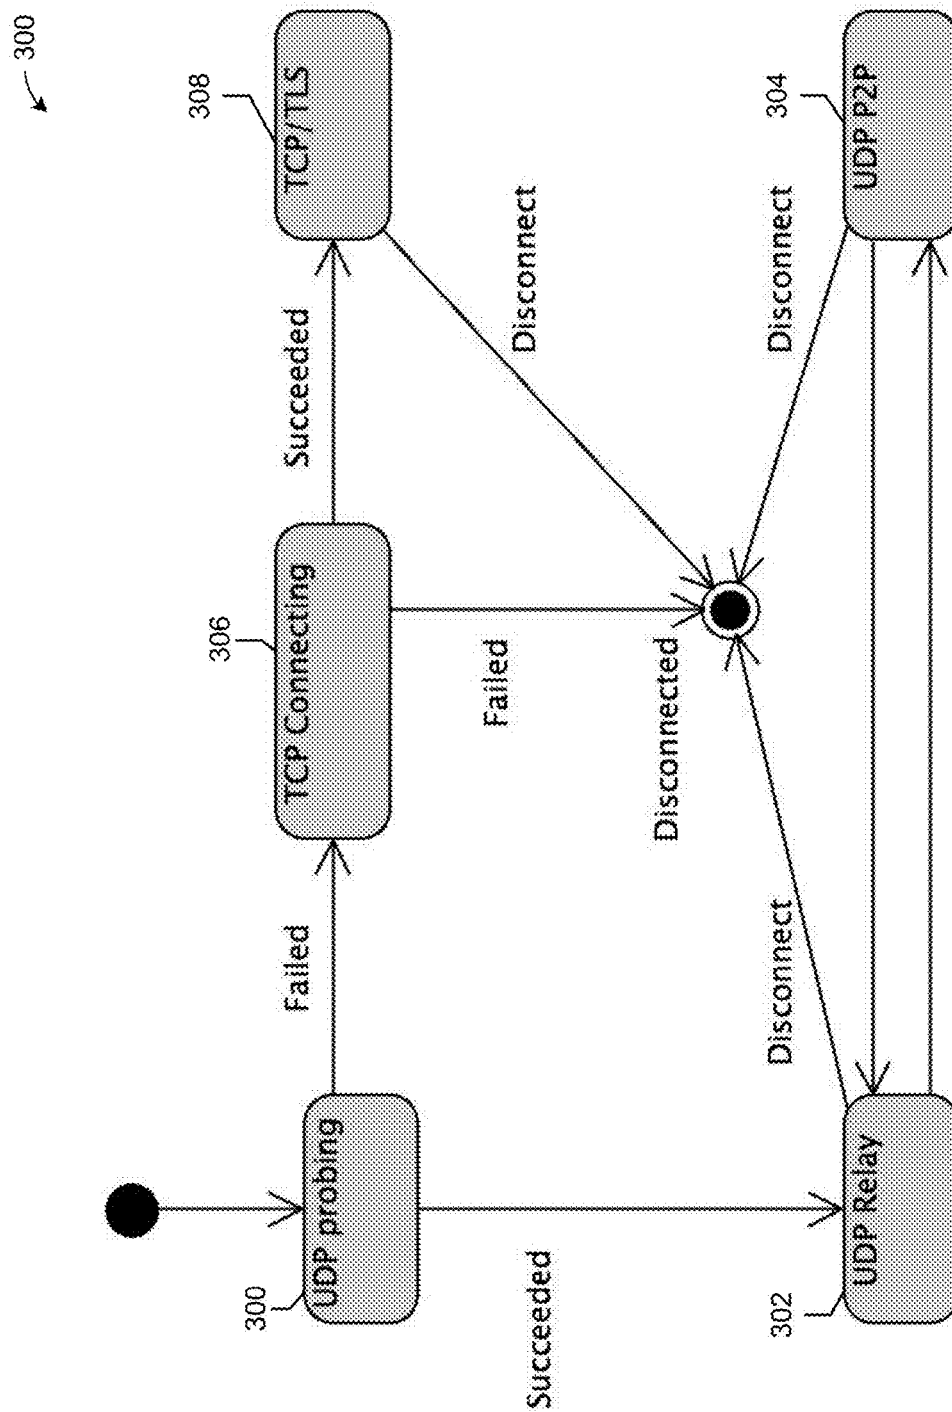 300
308
TCP/TLS
Succeeded
Disconnect
306
TCP Connecting
Failed
Disconnected
Failed
300
UDP probing
Succeeded
304
UDP P2P
Disconnect
Disconnect
302
UDP Relay